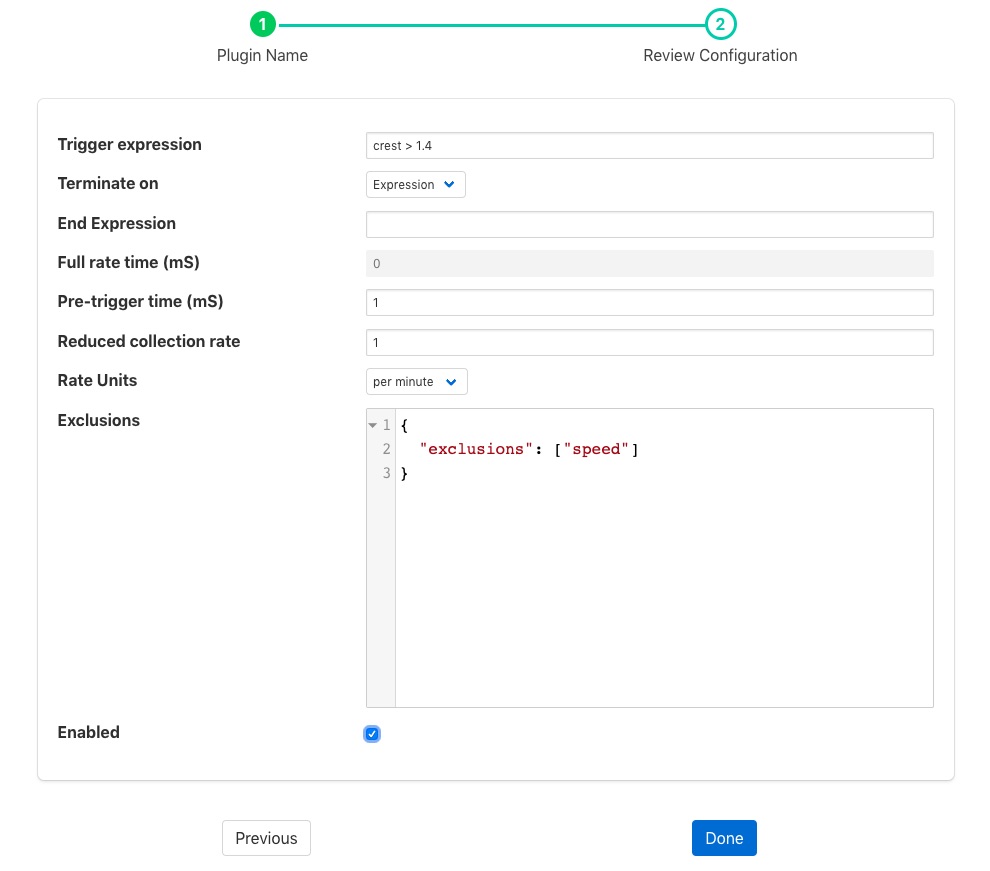 1
2
Plugin Name
Review Configuration
Trigger expression
crest > 1.4
Terminate on
Expression
End Expression
Full rate time (mS)
0
Pre-trigger time (mS)
1
Reduced collection rate
1
Rate Units
per minute
Exclusions
1 {
2 "exclusions": ["speed"]
3 }
Enabled
Previous
Done